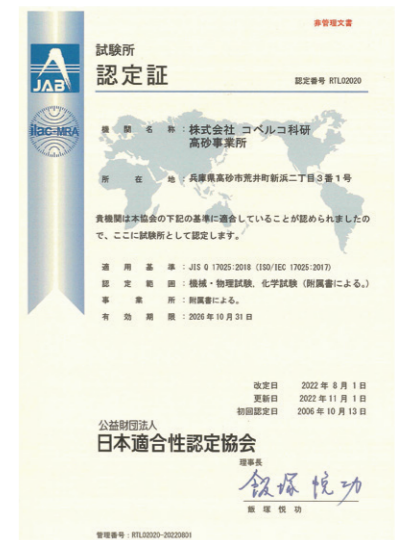 非管理文書
JAB
ilac-MRA
試験所
認定証
認定番号 RTL02020
機関名称：株式会社 コベルコ科研
高砂事業所
所在地：兵庫県高砂市荒井町新浜二丁目3番1号
貴機関は本協会の下記の基準に適合していることが認められましたの
で、ここに試験所として認定します。
適用基準：JIS Q 17025:2018 (ISO/IEC 17025:2017)
認定範囲：機械・物理試験，化学試験（附属書による。）
事業所：附属書による。
有効期限：2026年10月31日
改定日 2022年 8月 1日
更新日 2022年11月 1日
初回認定日 2006年10月13日
公益財団法人
日本適合性認定協会
理事長
飯塚悦功
飯塚悦功
管理番号：RTL02020-20220801